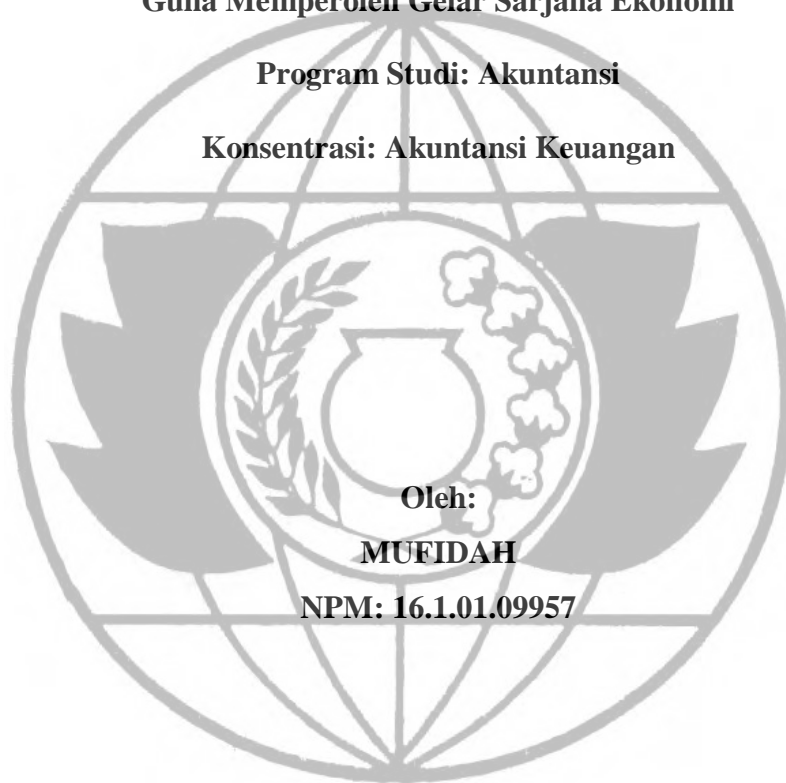 Guna Memperoleh Gelar Sarjana Ekonomi
Program Studi: Akuntansi
Konsentrasi: Akuntansi Keuangan
Oleh:
MUFIDAH
NPM: 16.1.01.09957